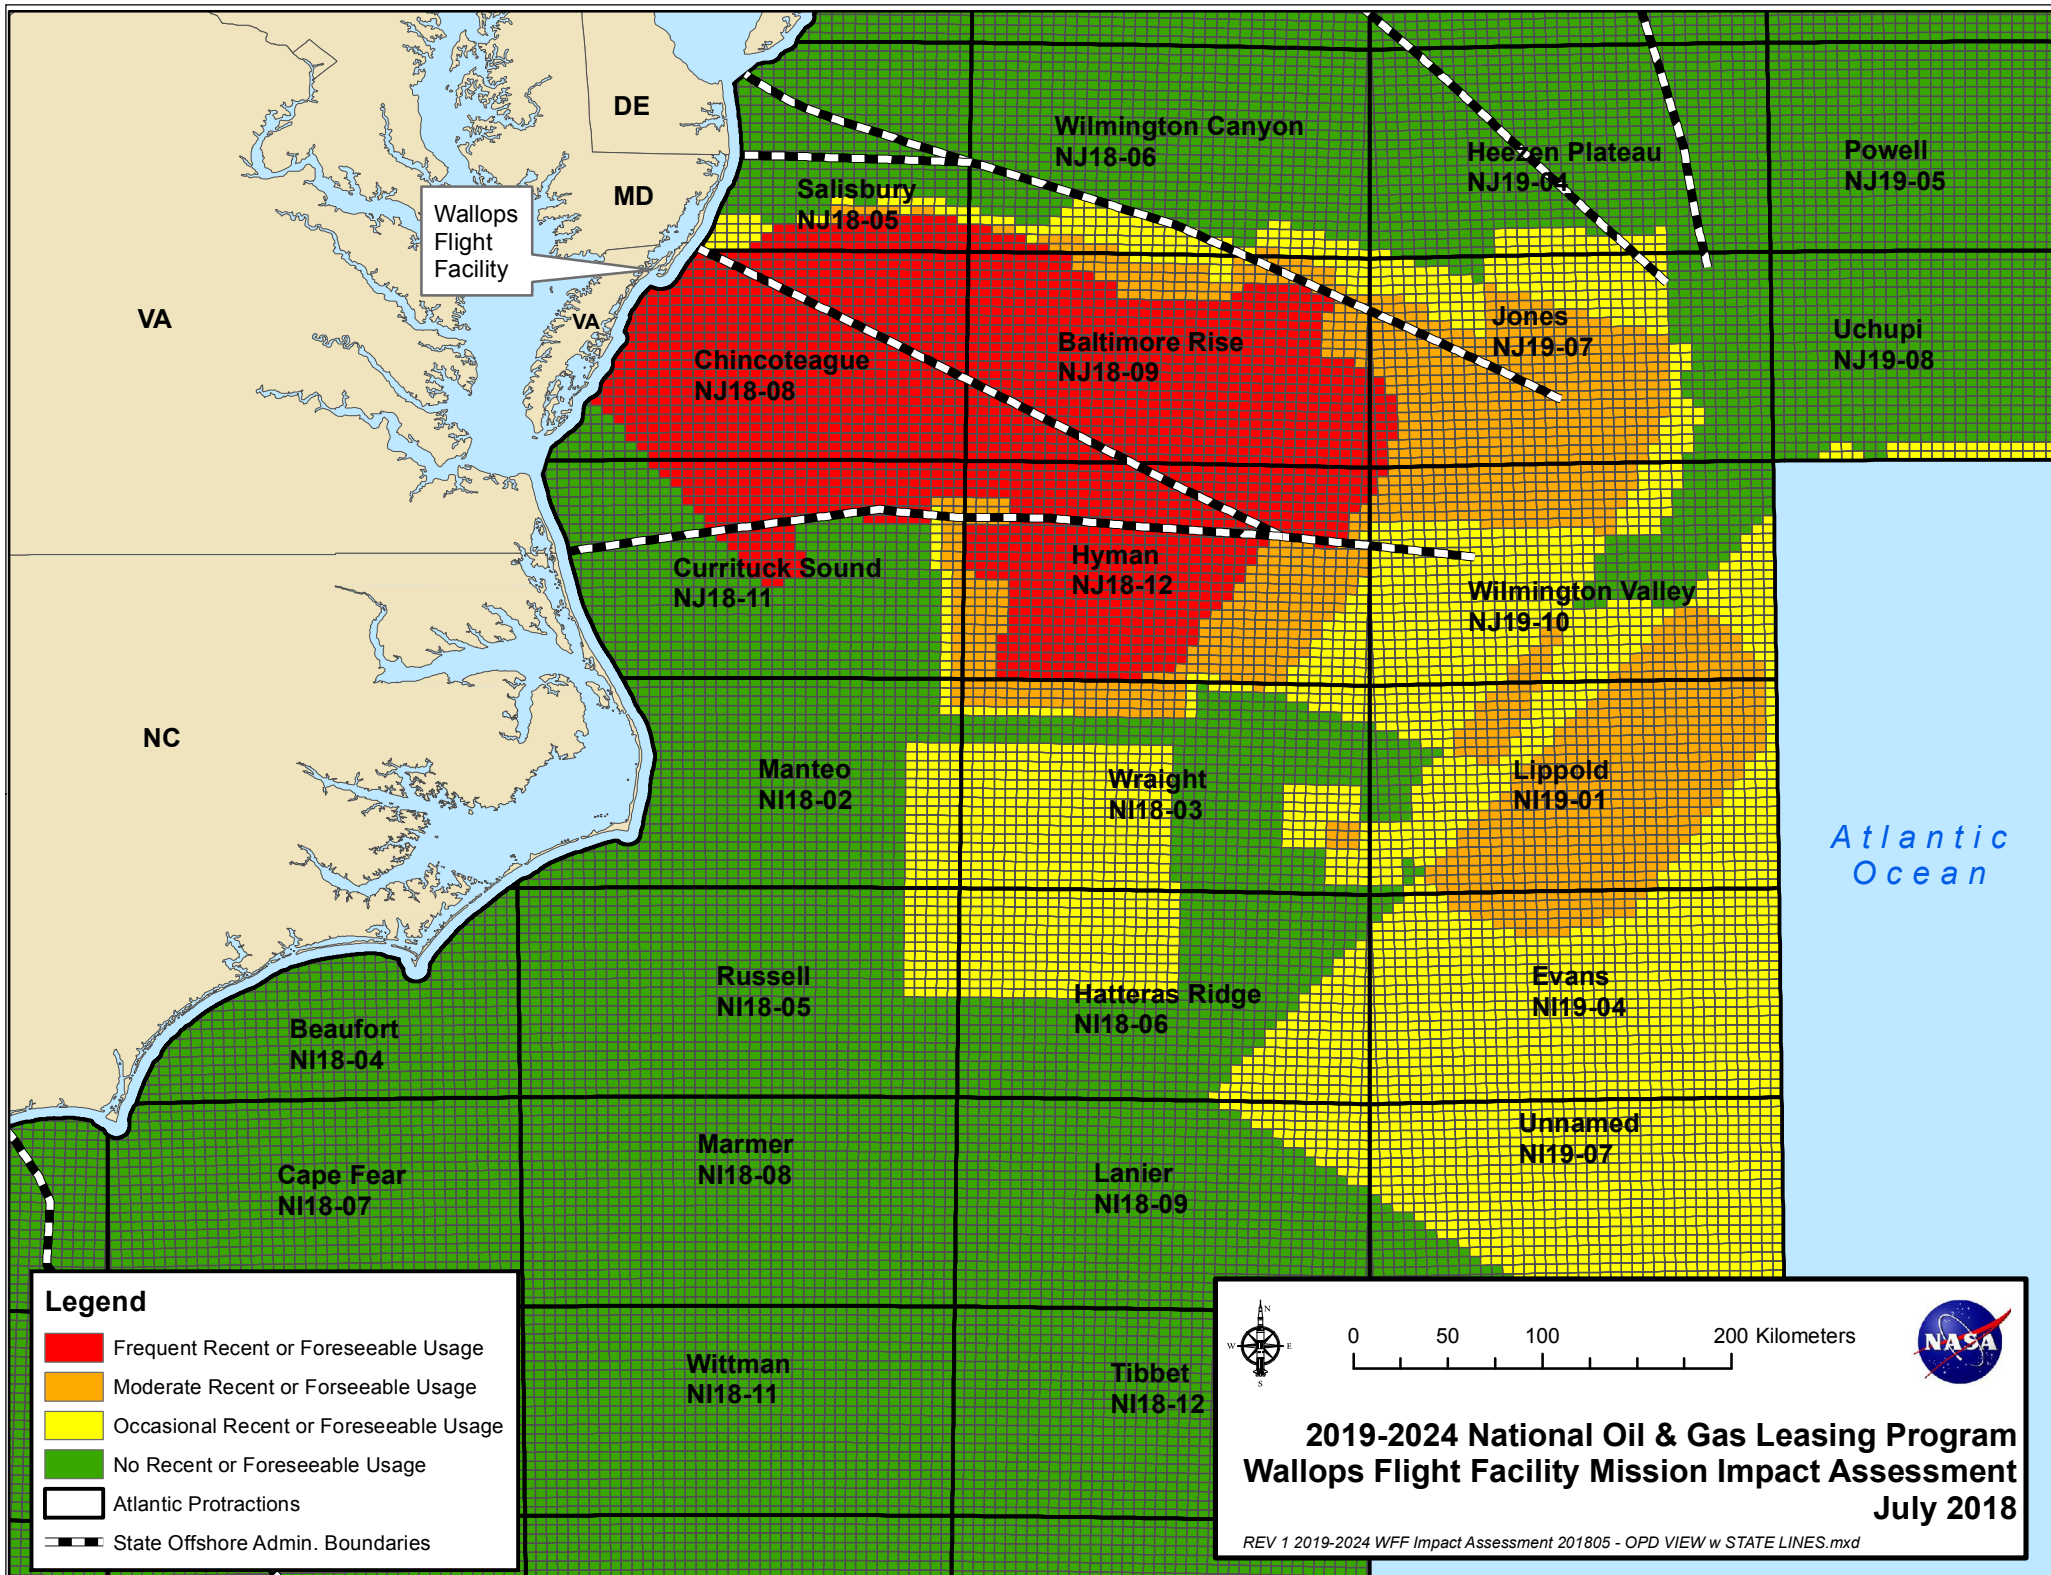 DE
MD
VA
VA
NC
Wallops
Flight
Facility
Wilmington Canyon
NJ18-06
Heezen Plateau
NJ19-04
Powell
NJ19-05
Salisbury
NJ18-05
Chincoteague
NJ18-08
Baltimore Rise
NJ18-09
Jones
NJ19-07
Uchupi
NJ19-08
Currituck Sound
NJ18-11
Hyman
NJ18-12
Wilmington Valley
NJ19-10
Manteo
NI18-02
Wraight
NI18-03
Lippold
NI19-01
Atlantic
Ocean
Russell
NI18-05
Hatteras Ridge
NI18-06
Evans
NI19-04
Beaufort
NI18-04
Cape Fear
NI18-07
Marmer
NI18-08
Lanier
NI18-09
Unnamed
NI19-07
Wittman
NI18-11
Tibbet
NI18-12
Legend
Frequent Recent or Foreseeable Usage
Moderate Recent or Forseeable Usage
Occasional Recent or Foreseeable Usage
No Recent or Foreseeable Usage
Atlantic Protractions
State Offshore Admin. Boundaries
N
W
E
S
0 50 100 200 Kilometers
NASA
2019-2024 National Oil & Gas Leasing Program
Wallops Flight Facility Mission Impact Assessment
July 2018
REV 1 2019-2024 WFF Impact Assessment 201805 - OPD VIEW w STATE LINES.mxd